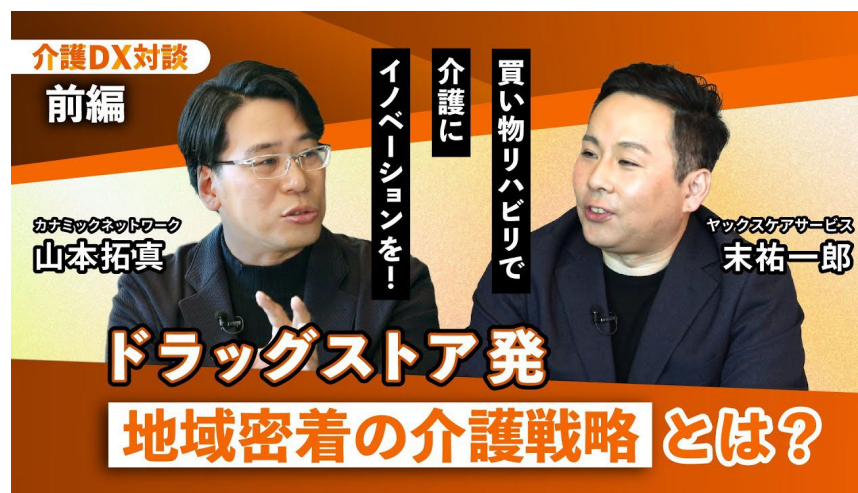 介護DX対談
前編
買い物リハビリで
介護に
イノベーションを！
カナミックネットワーク
山本拓真
ヤックスケアサービス
末祐一郎
ドラッグストア発
地域密着の介護戦略とは？